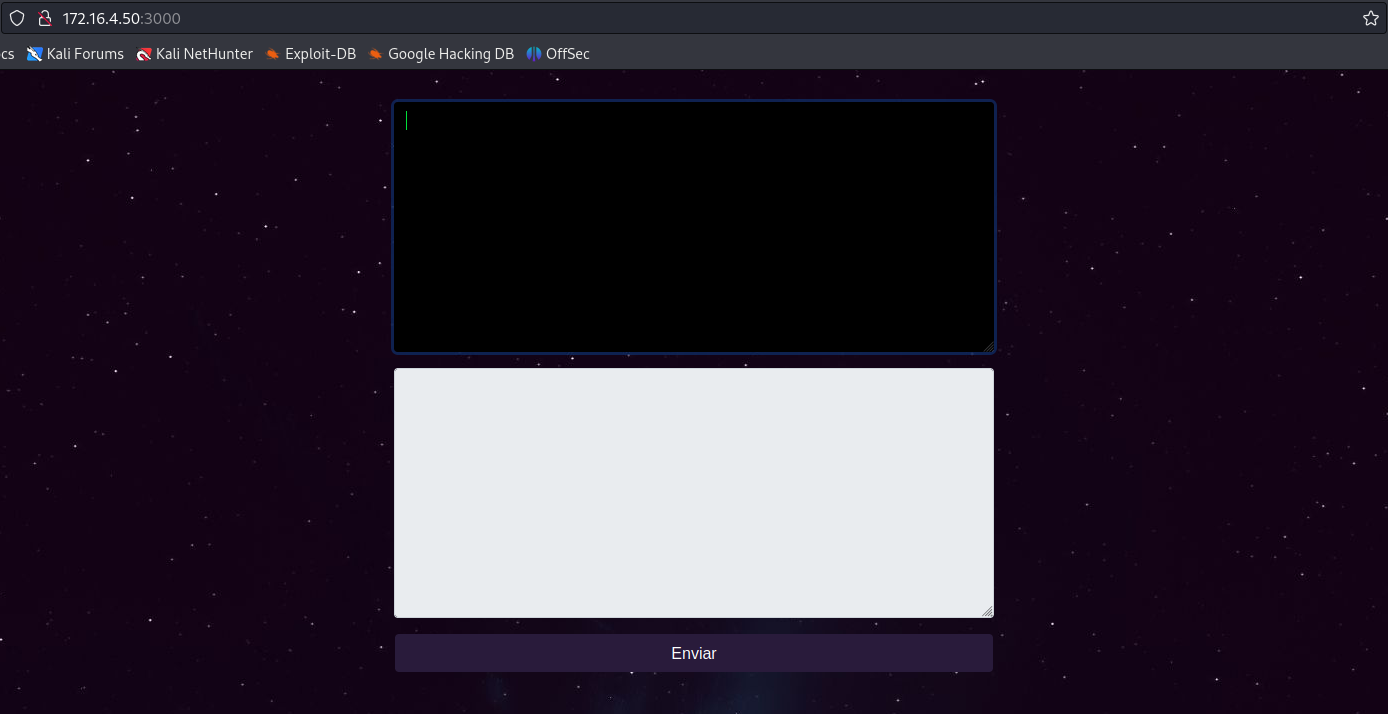 172.16.4.50:3000
cs Kali Forums Kali NetHunter Exploit-DB Google Hacking DB OffSec
Enviar